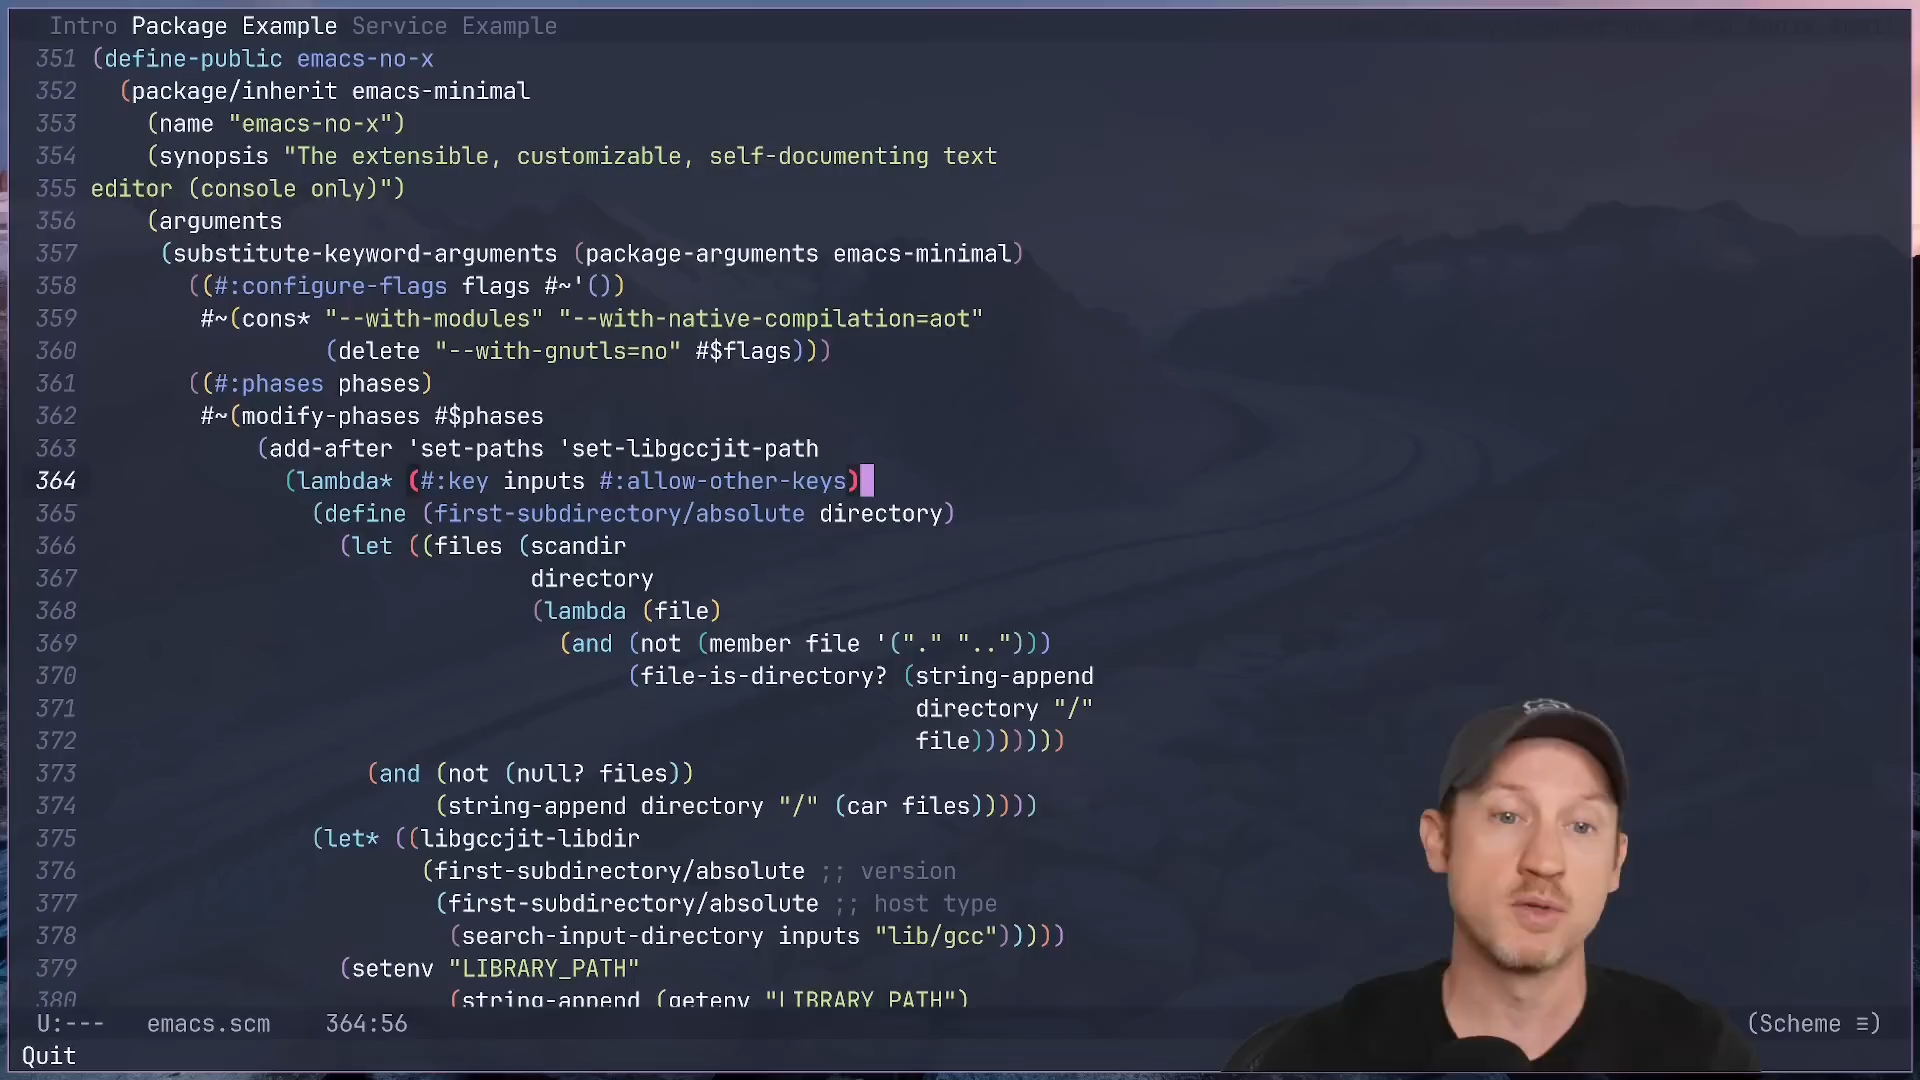 Intro Package Example Service Example
351 (define-public emacs-no-x
352 (package/inherit emacs-minimal
353 (name "emacs-no-x")
354 (synopsis "The extensible, customizable, self-documenting text
355 editor (console only)")
356 (arguments
357 (substitute-keyword-arguments (package-arguments emacs-minimal)
358 ((#:configure-flags flags #~'())
359 #~(cons* "--with-modules" "--with-native-compilation=aot"
360 (delete "--with-gnutls=no" #$flags)))
361 ((#:phases phases)
362 #~(modify-phases #$phases
363 (add-after 'set-paths 'set-libgccjit-path
364 (lambda* (#:key inputs #:allow-other-keys)
365 (define (first-subdirectory/absolute directory)
366 (let ((files (scandir
367 directory
368 (lambda (file)
369 (and (not (member file '("." "..")))
370 (file-is-directory? (string-append
371 directory "/"
372 file)))))))
373 (and (not (null? files))
374 (string-append directory "/" (car files)))))
375 (let* ((libgccjit-libdir
376 (first-subdirectory/absolute ;; version
377 (first-subdirectory/absolute ;; host type
378 (search-input-directory inputs "lib/gcc")))))
379 (setenv "LIBRARY_PATH"
380 (string-append (getenv "LIBRARY_PATH")
U:--- emacs.scm 364:56 (Scheme ≡)
Quit